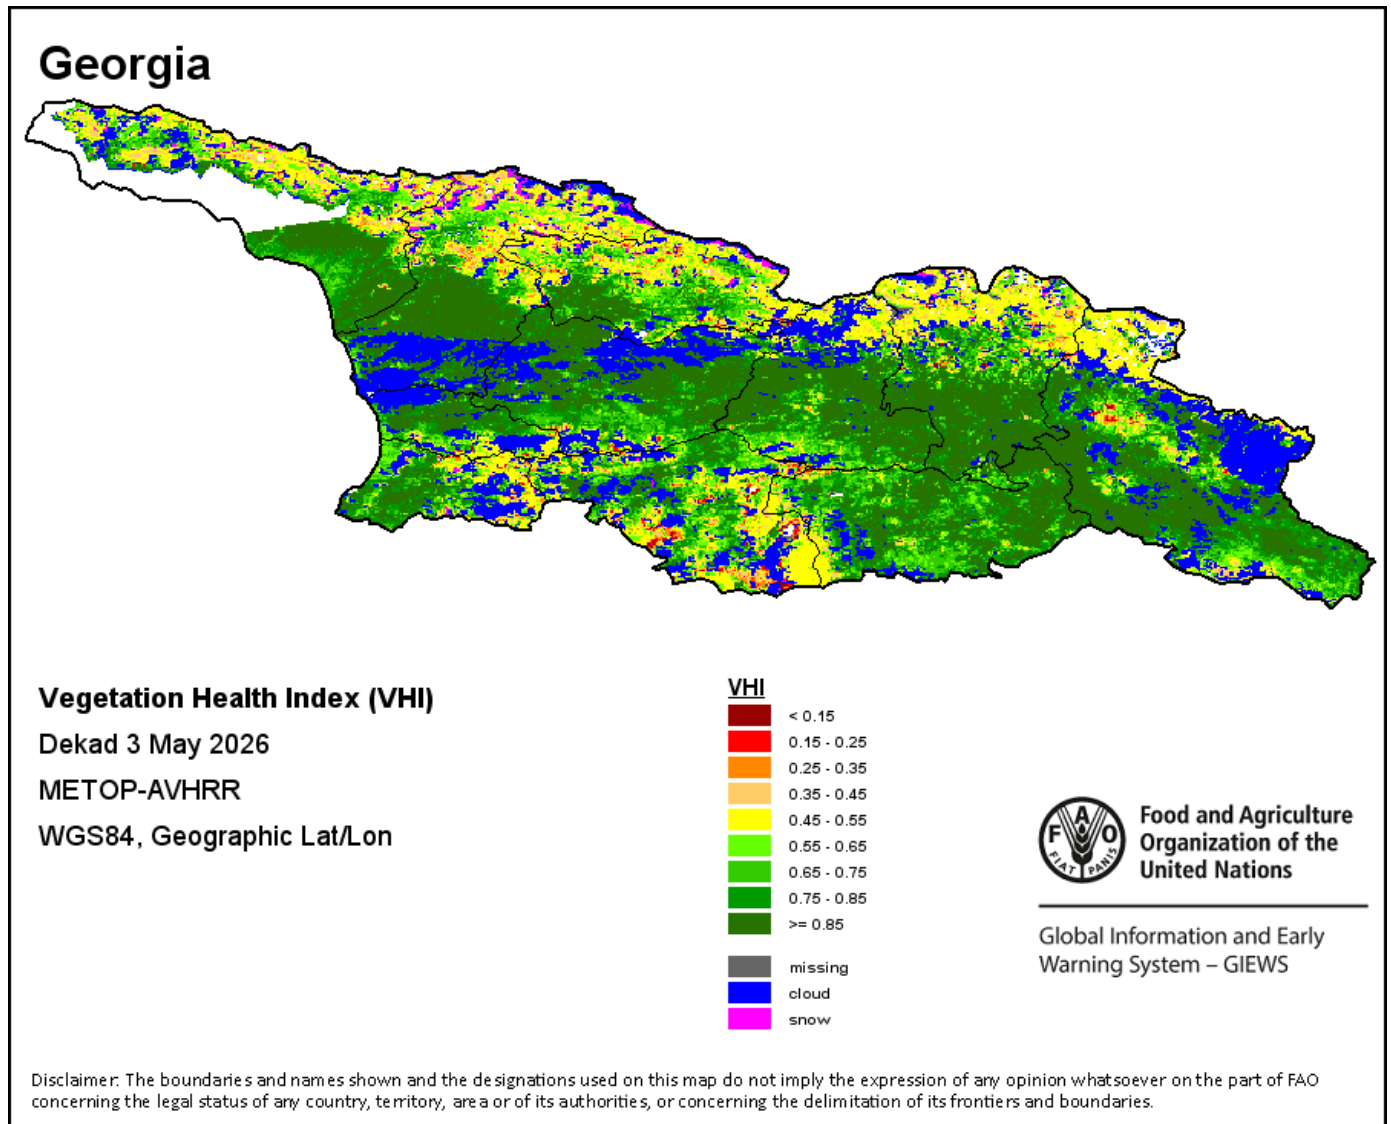 Georgia
Vegetation Health Index (VHI)
Dekad 3 May 2026
METOP-AVHRR
WGS84, Geographic Lat/Lon
VHI
< 0.15
0.15 - 0.25
0.25 - 0.35
0.35 - 0.45
0.45 - 0.55
0.55 - 0.65
0.65 - 0.75
0.75 - 0.85
>= 0.85
missing
cloud
snow
F A O
FIAT PANIS
Food and Agriculture
Organization of the
United Nations
Global Information and Early
Warning System – GIEWS
Disclaimer: The boundaries and names shown and the designations used on this map do not imply the expression of any opinion whatsoever on the part of FAO
concerning the legal status of any country, territory, area or of its authorities, or concerning the delimitation of its frontiers and boundaries.